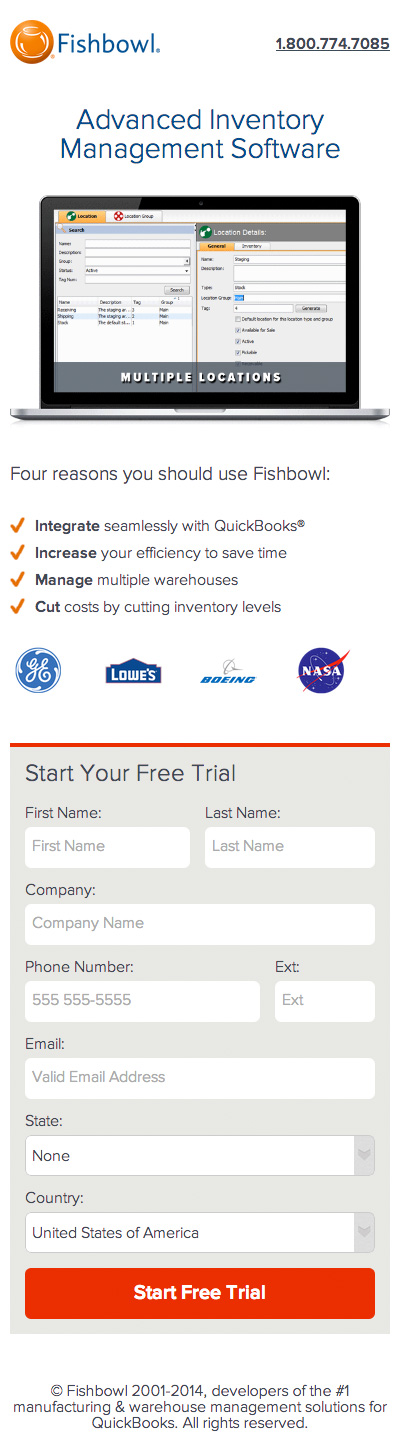 Fishbowl.
1.800.774.7085
Advanced Inventory
Management Software
Location
Location Group
Search
Name:
Description:
Group:
Status:
Active
Tag Num:
Search
Name Description Tag Group
Receiving The staging ar... 2 Main
Shipping The staging ar... 3 Main
Stock The default st... 1 Main
Location Details:
General
Inventory
Name:
Staging
Description:
Type:
Stock
Location Group:
Main
Tag:
4
Generate
Default location for this location type and group
Available for Sale
Active
Pickable
MULTIPLE LOCATIONS
Four reasons you should use Fishbowl:
Integrate seamlessly with QuickBooks®
Increase your efficiency to save time
Manage multiple warehouses
Cut costs by cutting inventory levels
GE
LOWE'S
BOEING
NASA
Start Your Free Trial
First Name: Last Name:
First Name Last Name
Company:
Company Name
Phone Number: Ext:
555 555-5555 Ext
Email:
Valid Email Address
State:
None
Country:
United States of America
Start Free Trial
© Fishbowl 2001-2014, developers of the #1
manufacturing & warehouse management solutions for
QuickBooks. All rights reserved.